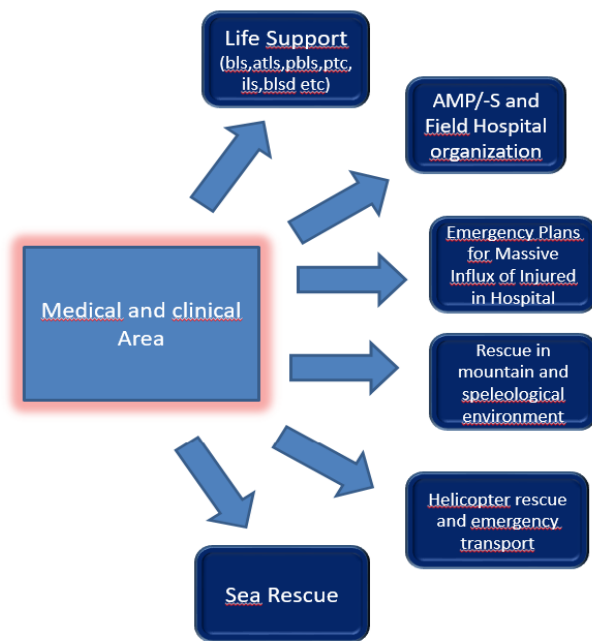 Life Support
(bls,atls,pbls,ptc,
ils,blsd etc)
AMP/-S and
Field Hospital
organization
Emergency Plans
for Massive
Influx of Injured
in Hospital
Medical and clinical
Area
Rescue in
mountain and
speleological
environment
Helicopter rescue
and emergency
transport
Sea Rescue